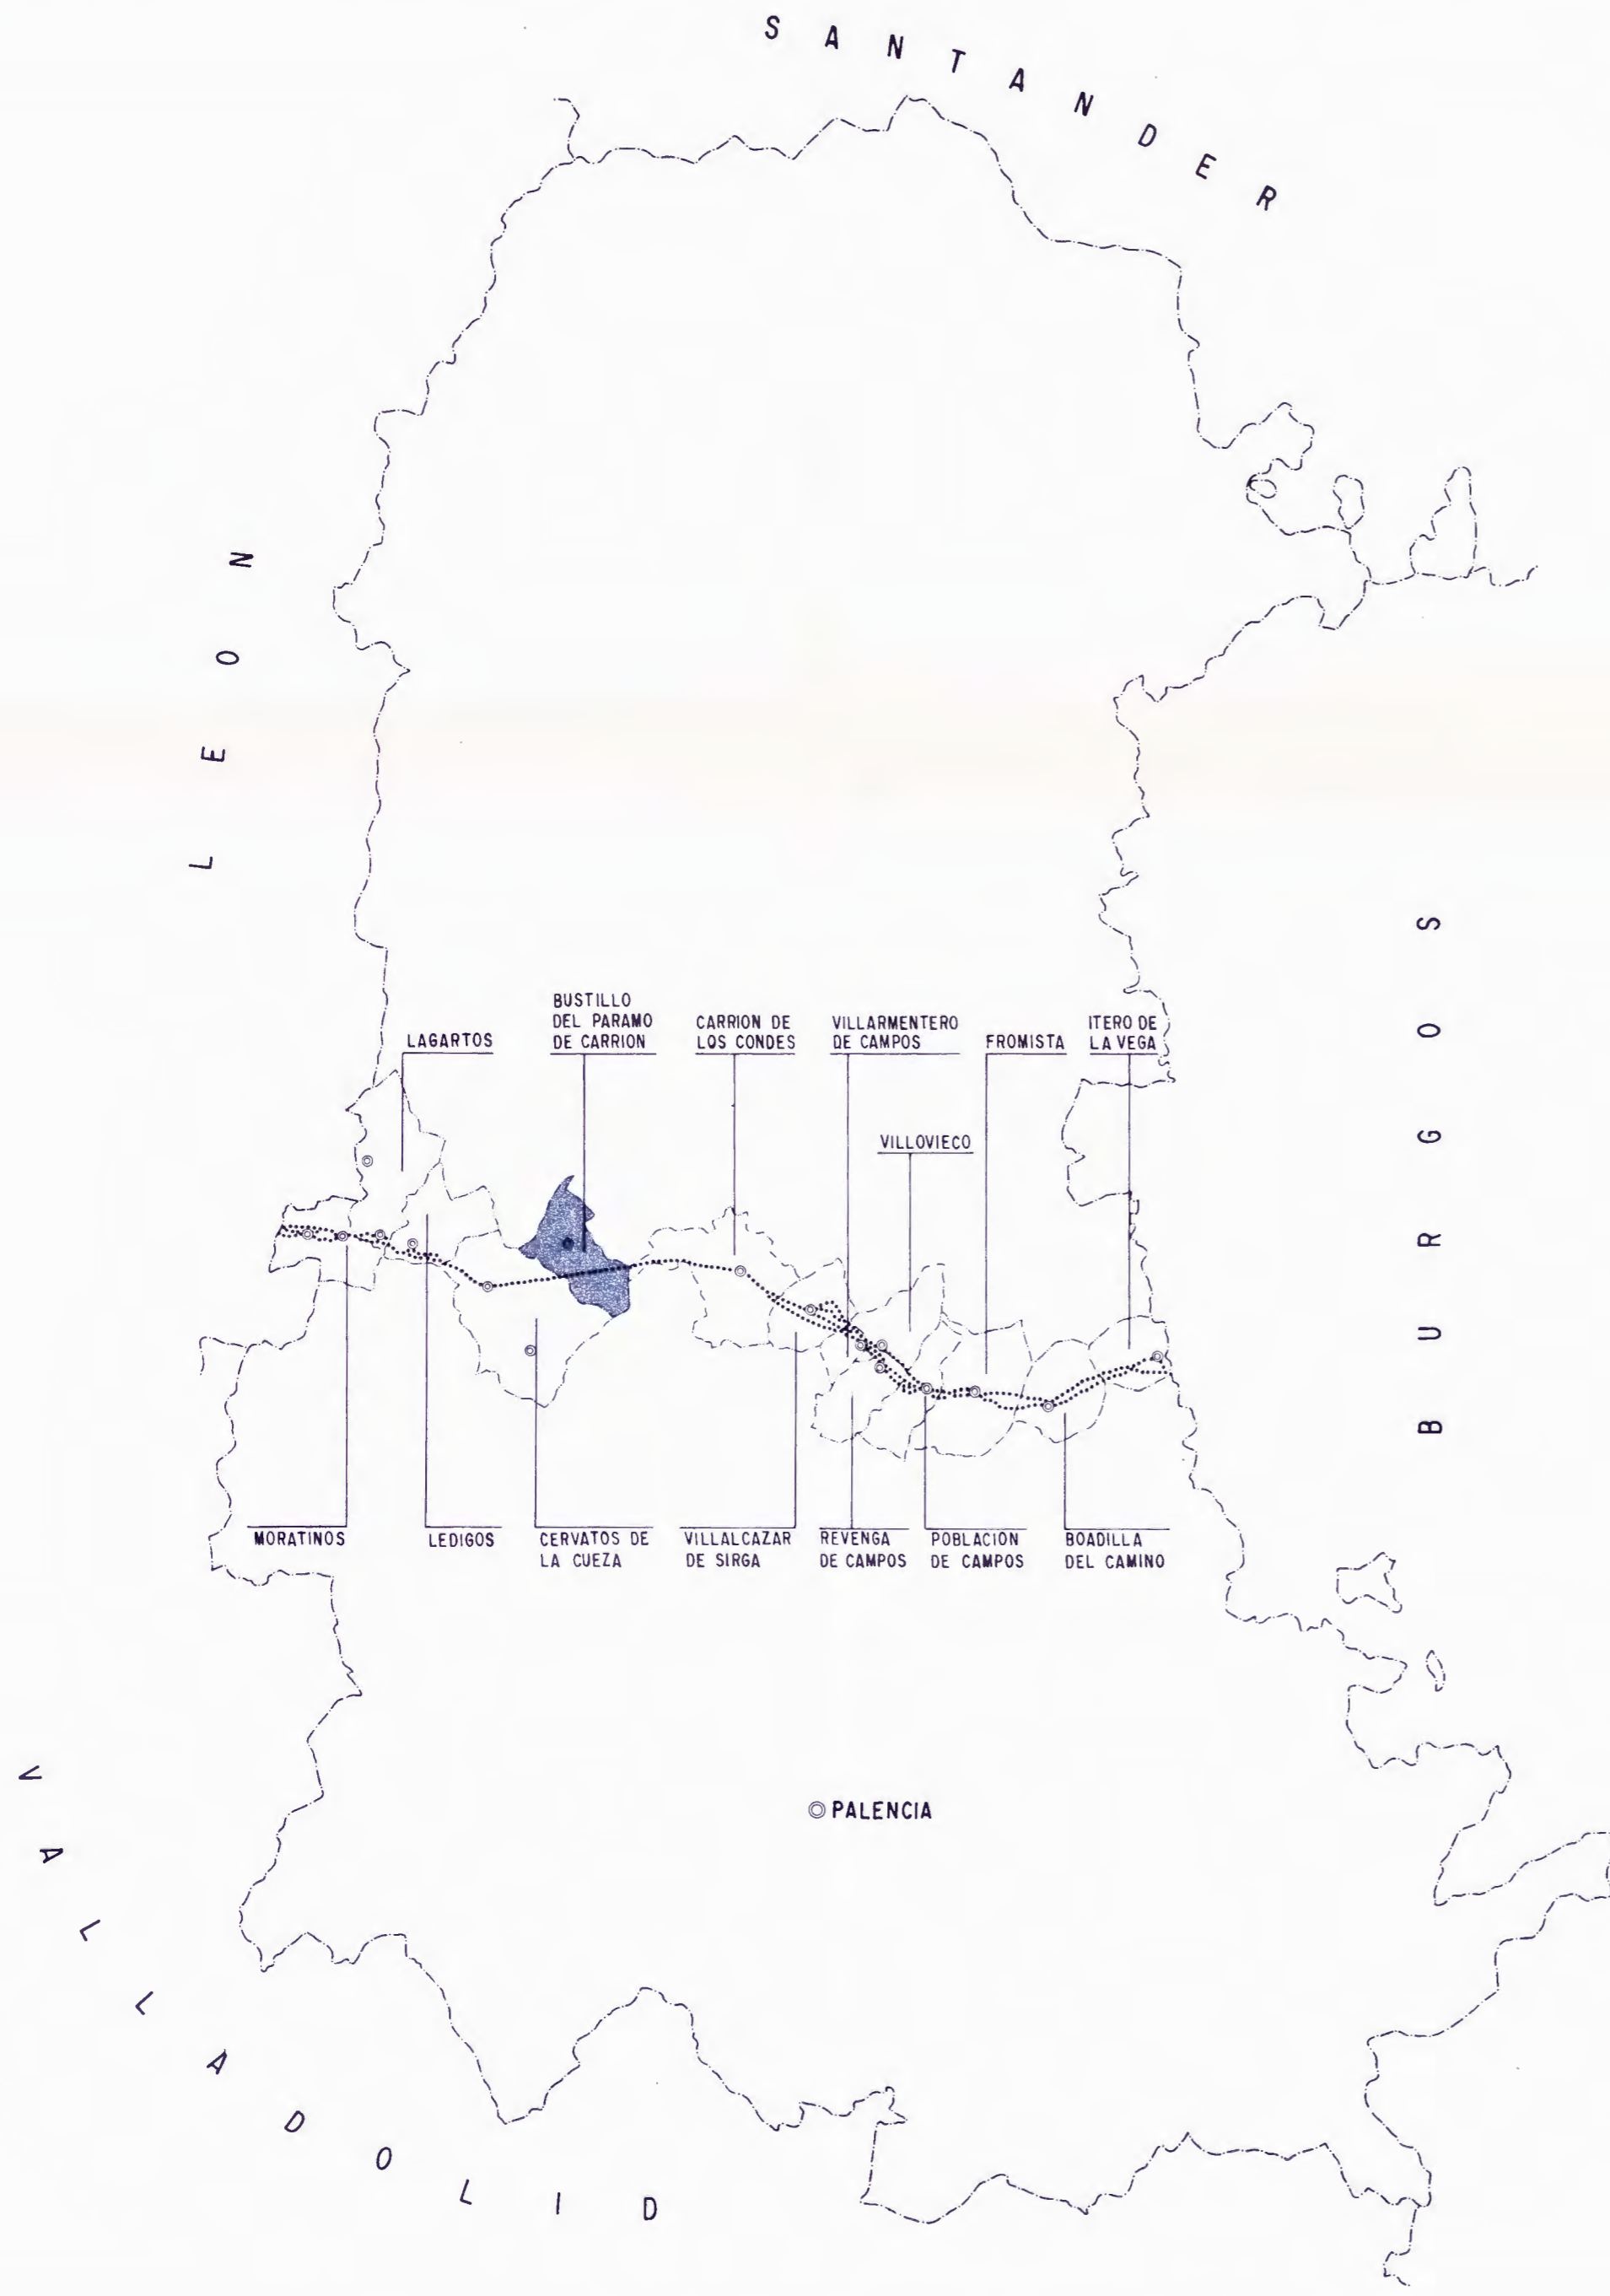 SANTANDER
LEON
BURGOS
BUSTILLO
DEL PARAMO
DE CARRION
LAGARTOS
CARRION DE
LOS CONDES
VILLARMENTERO
DE CAMPOS
FROMISTA
ITERO DE
LA VEGA
VILLOVIECO
MORATINOS
LEDIGOS
CERVATOS DE
LA CUEZA
VILLALCAZAR
DE SIRGA
REVENGA
DE CAMPOS
POBLACION
DE CAMPOS
BOADILLA
DEL CAMINO
PALENCIA
VALLADOLID